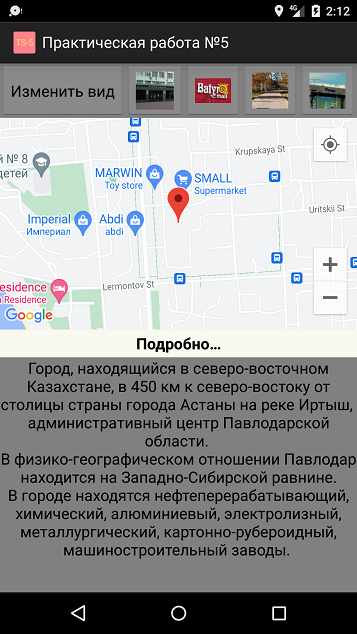 4G
2:12
TS-5
Практическая работа №5
Изменить вид
Batyr
mall
Krupskaya St
й № 8
детей
MARWIN
Toy store
SMALL
Supermarket
Uritskii St
Imperial
Империал
Abdi
abdi
esidence
a Residence
Lermontov St
+
−
Google
Подробно...
Город, находящийся в северо-восточном
Казахстане, в 450 км к северо-востоку от
столицы страны города Астаны на реке Иртыш,
административный центр Павлодарской
области.
В физико-географическом отношении Павлодар
находится на Западно-Сибирской равнине.
В городе находятся нефтеперерабатывающий,
химический, алюминиевый, электролизный,
металлургический, картонно-рубероидный,
машиностроительный заводы.